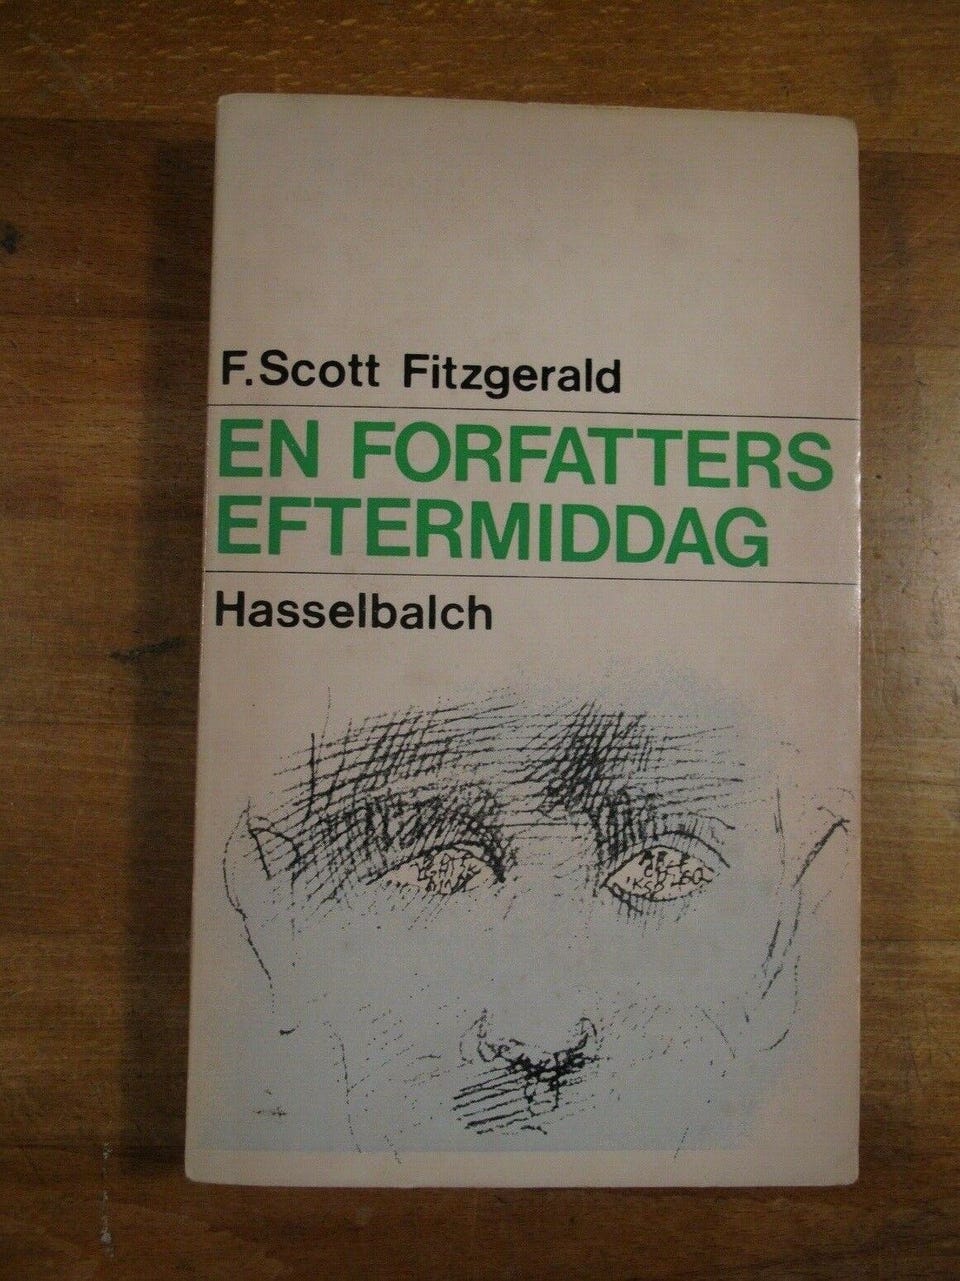 F. Scott Fitzgerald
EN FORFATTERS
EFTERMIDDAG
Hasselbalch